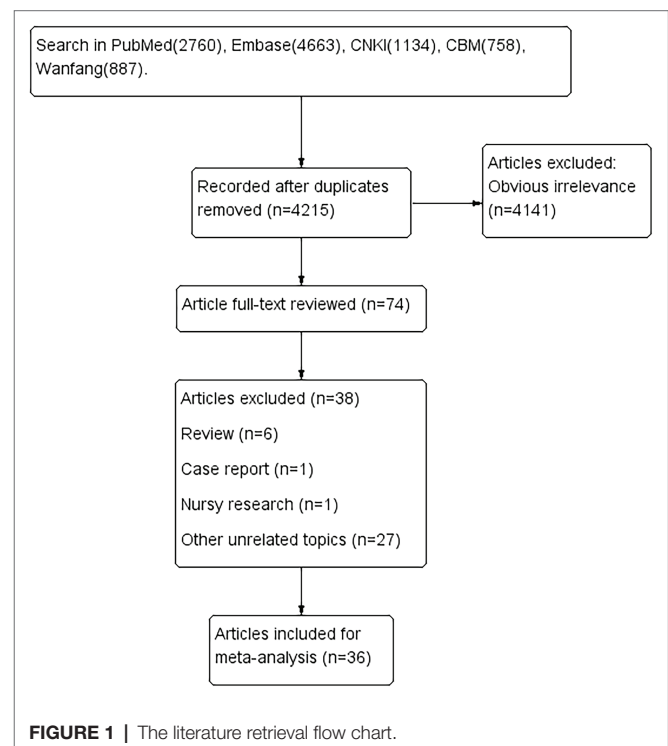 Search in PubMed(2760), Embase(4663), CNKI(1134), CBM(758),
Wanfang(887).
Recorded after duplicates
removed (n=4215)
Articles excluded:
Obvious irrelevance
(n=4141)
Article full-text reviewed (n=74)
Articles excluded (n=38)
Review (n=6)
Case report (n=1)
Nursy research (n=1)
Other unrelated topics (n=27)
Articles included for
meta-analysis (n=36)
FIGURE 1 | The literature retrieval flow chart.